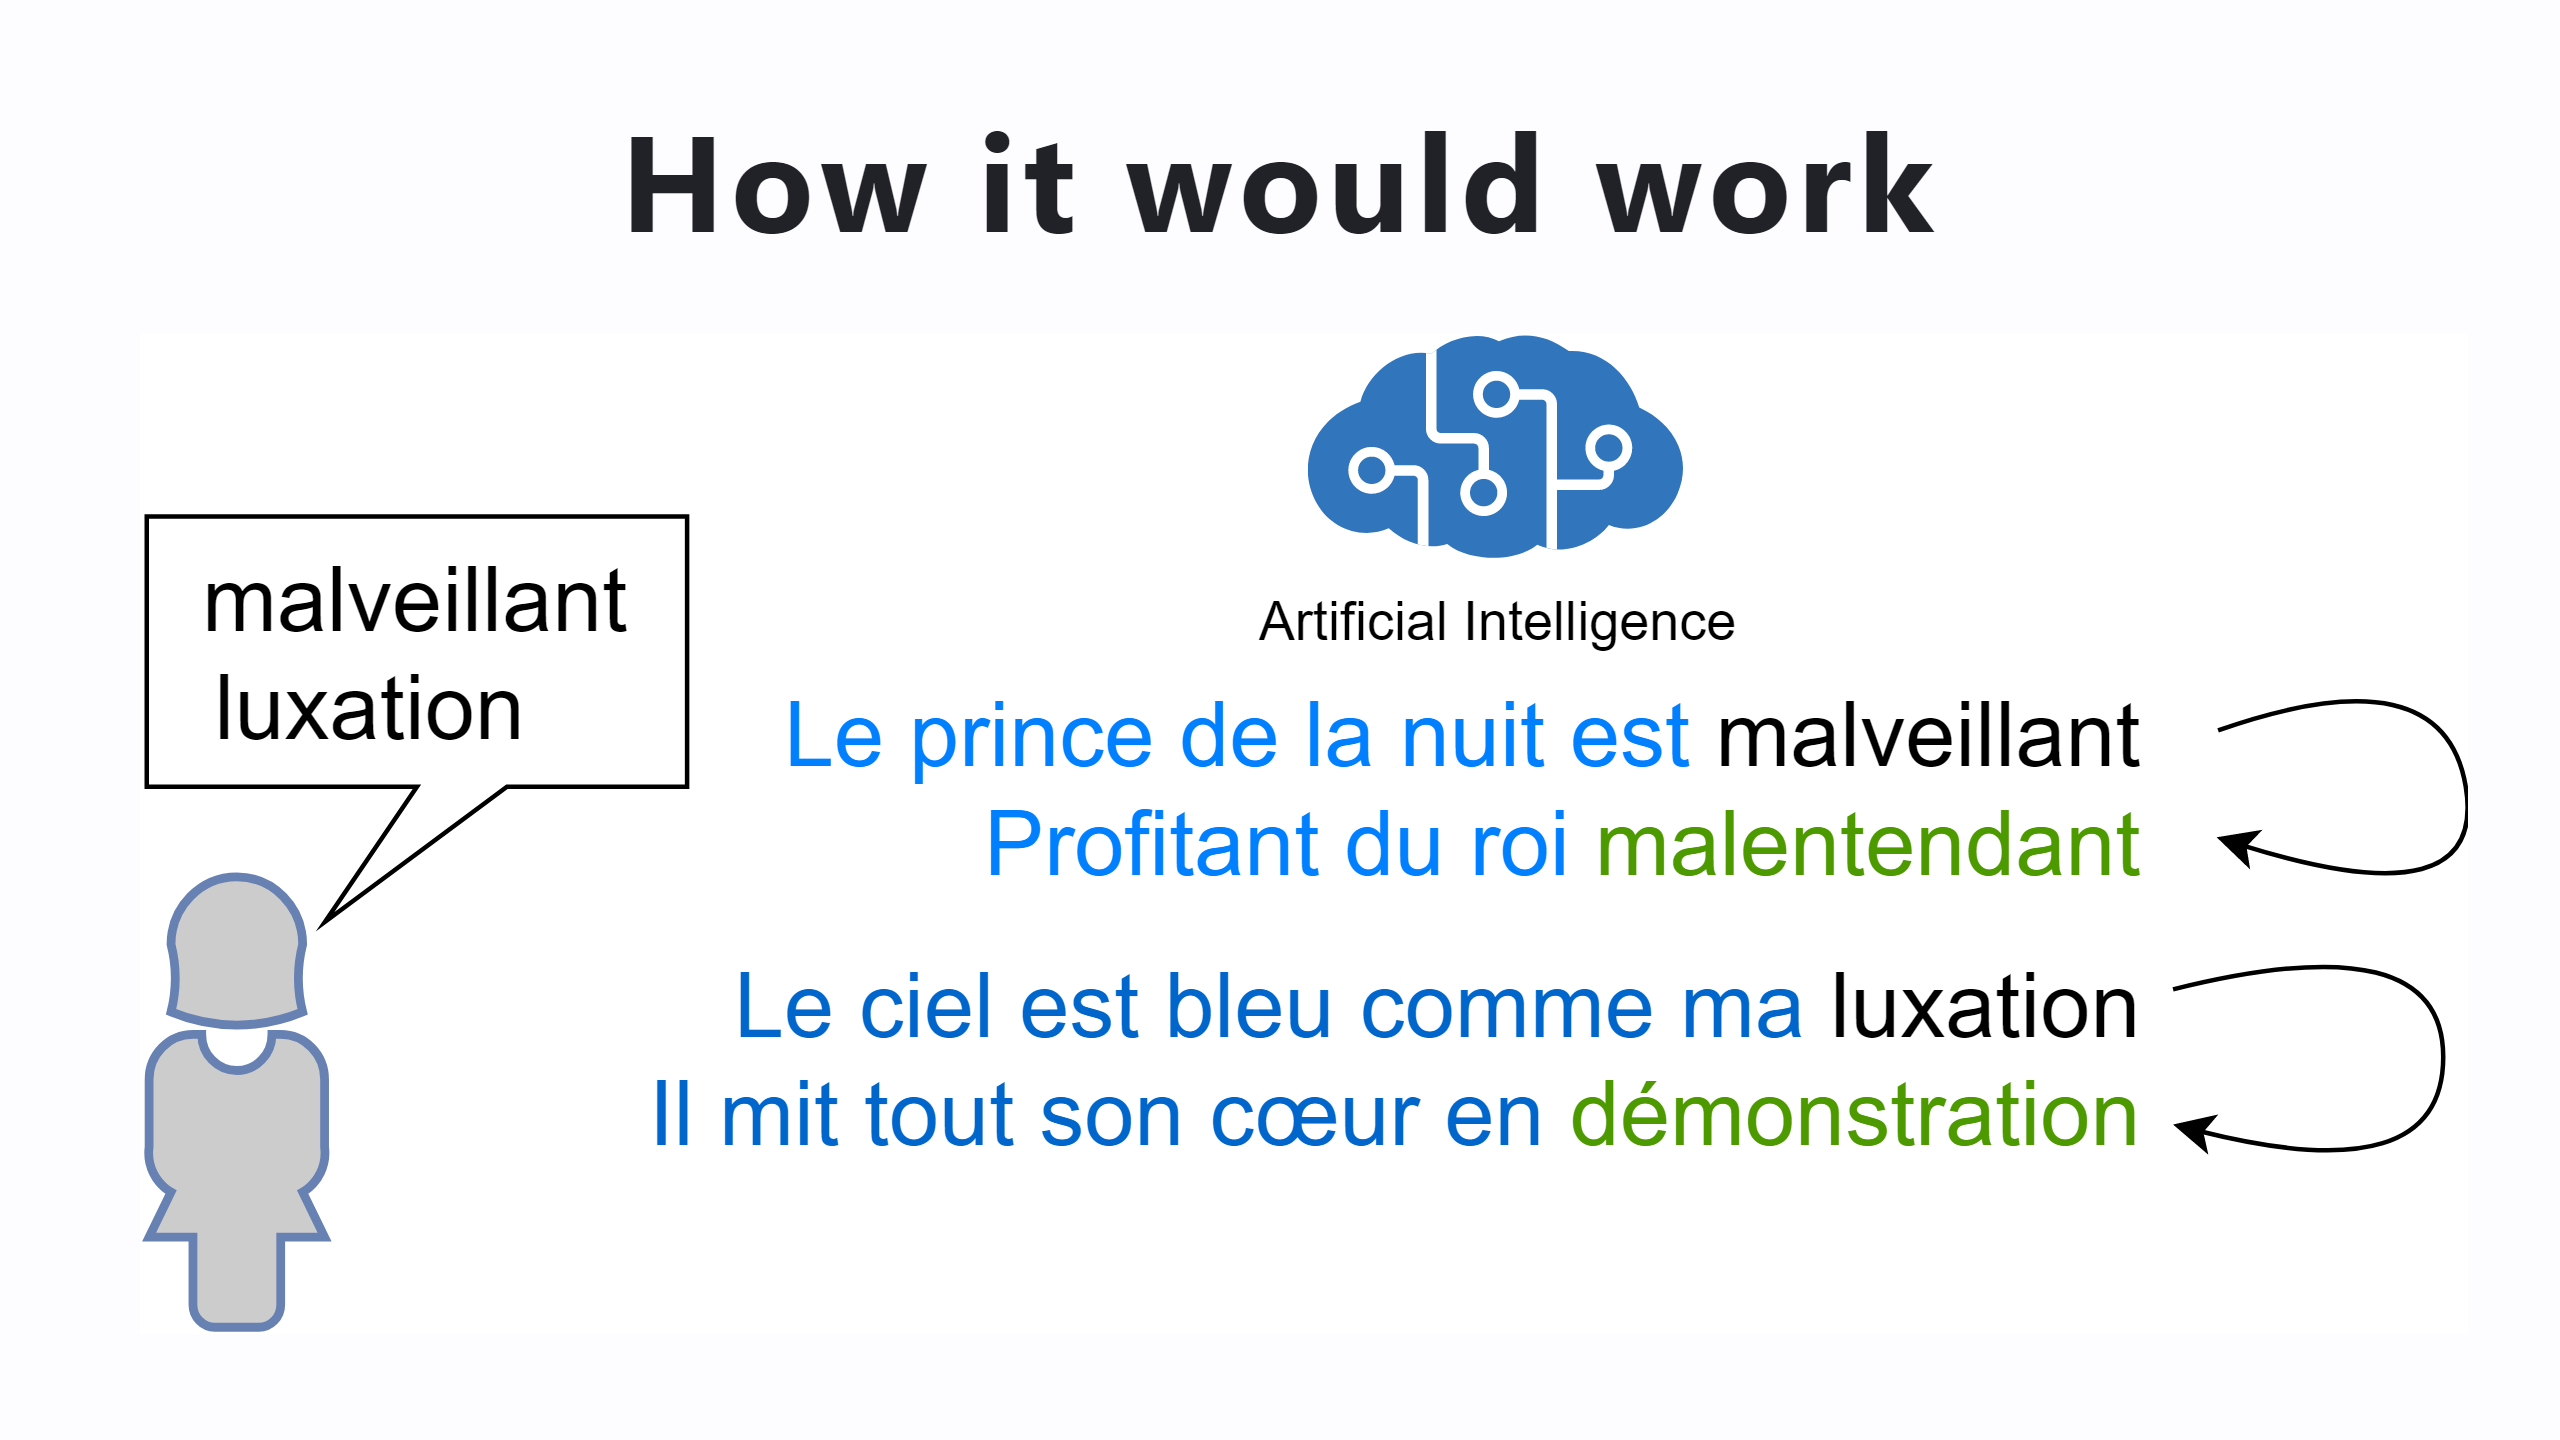 How it would work
malveillant
luxation
Artificial Intelligence
Le prince de la nuit est malveillant
Profitant du roi malentendant
Le ciel est bleu comme ma luxation
Il mit tout son cœur en démonstration